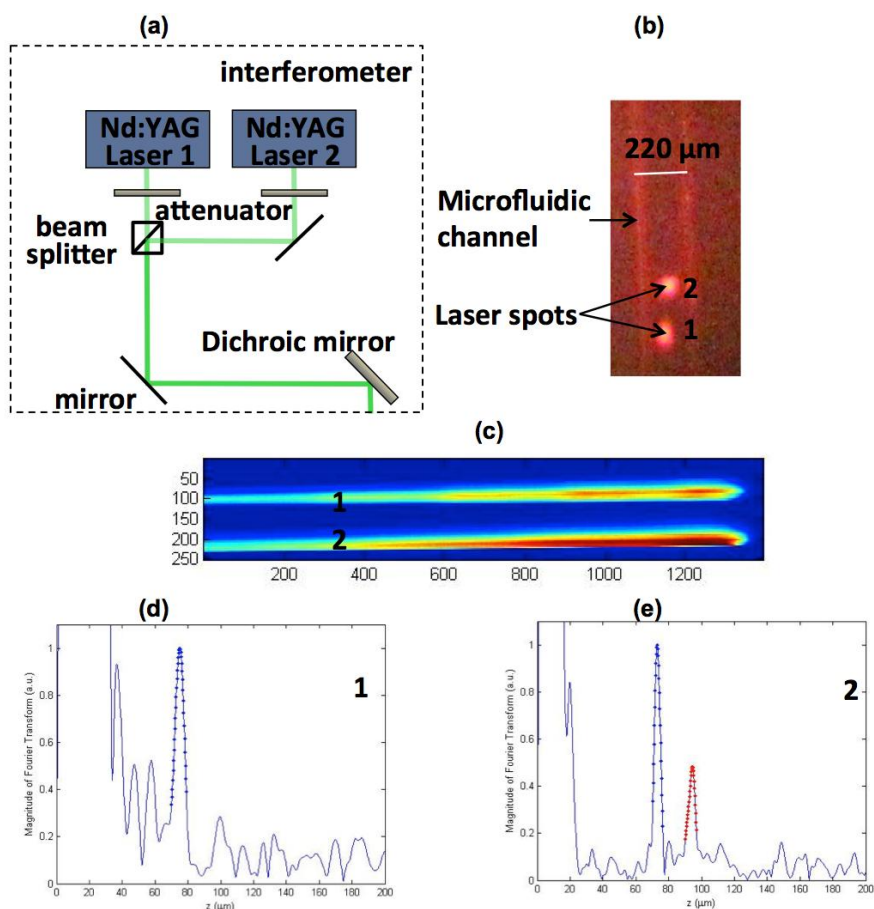 (a)
interferometer
Nd:YAG
Laser 1
Nd:YAG
Laser 2
attenuator
beam
splitter
Dichroic mirror
mirror
(b)
220 μm
Microfluidic
channel
Laser spots
2
1
(c)
50
100
150
200
250
1
2
200
400
600
800
1000
1200
(d)
1
Magnitude of Fourier Transform (a.u.)
1
0.8
0.6
0.4
0.2
0
0 20 40 60 80 100 120 140 160 180 200
z (μm)
(e)
2
Magnitude of Fourier Transform (a.u.)
1
0.8
0.6
0.4
0.2
0
0 20 40 60 80 100 120 140 160 180 200
z (μm)